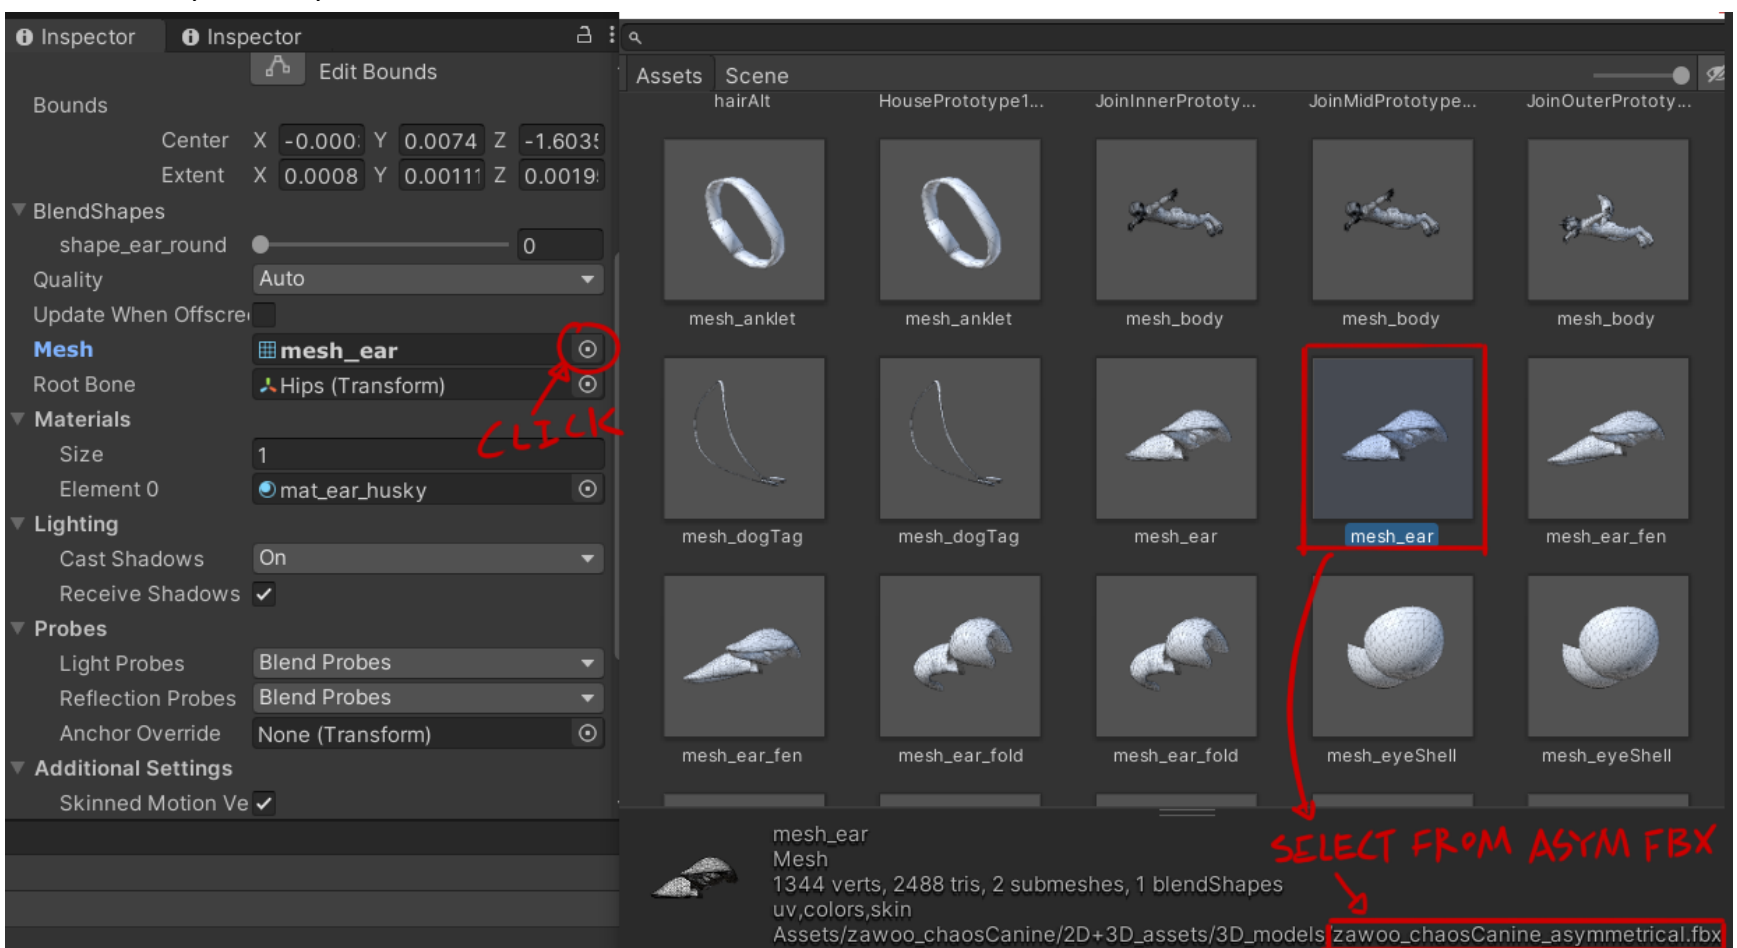 Inspector
Inspector
Edit Bounds
Bounds
Center X -0.000 Y 0.0074 Z -1.603
Extent X 0.0008 Y 0.00111 Z 0.0019
BlendShapes
shape_ear_round 0
Quality Auto
Update When Offscre
Mesh mesh_ear
Root Bone Hips (Transform)
CLICK
Materials
Size 1
Element 0 mat_ear_husky
Lighting
Cast Shadows On
Receive Shadows
Probes
Light Probes Blend Probes
Reflection Probes Blend Probes
Anchor Override None (Transform)
Additional Settings
Skinned Motion Ve
Assets Scene
hairAlt HousePrototype1... JoinInnerPrototy... JoinMidPrototype... JoinOuterPrototy...
mesh_anklet mesh_anklet mesh_body mesh_body mesh_body
mesh_dogTag mesh_dogTag mesh_ear mesh_ear mesh_ear_fen
mesh_ear_fen mesh_ear_fold mesh_ear_fold mesh_eyeShell mesh_eyeShell
mesh_ear
Mesh
1344 verts, 2488 tris, 2 submeshes, 1 blendShapes
uv,colors,skin
Assets/zawoo_chaosCanine/2D+3D_assets/3D_models/zawoo_chaosCanine_asymmetrical.fbx
SELECT FROM ASYM FBX